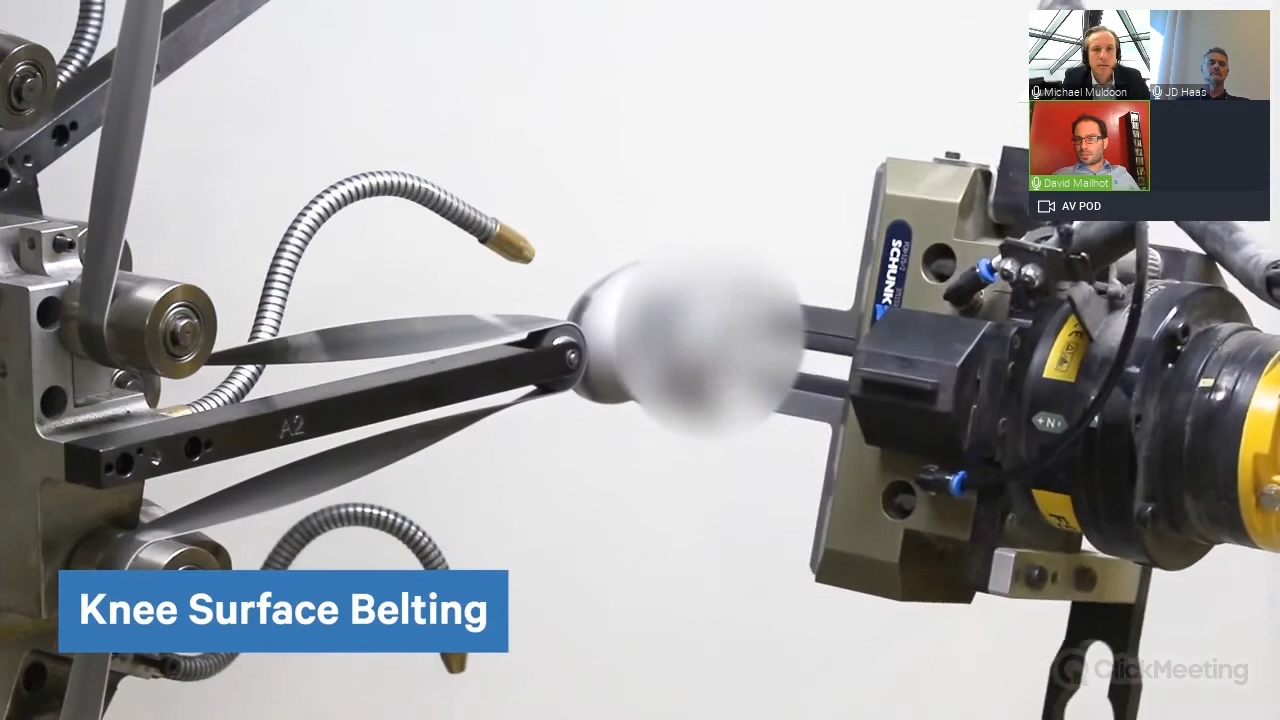 Michael Muldoon
JD Haas
David Mailhot
AV POD
SCHUNK
+N
A2
Knee Surface Belting
ClickMeeting